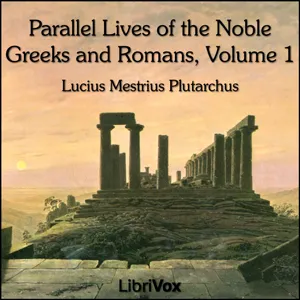 Parallel Lives of the Noble
Greeks and Romans, Volume 1
Lucius Mestrius Plutarchus
LibriVox